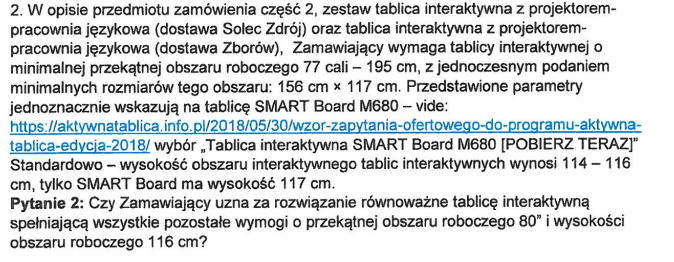 2. W opisie przedmiotu zamówienia część 2, zestaw tablica interaktywna z projektorem-
pracownia językowa (dostawa Solec Zdrój) oraz tablica interaktywna z projektorem-
pracownia językowa (dostawa Zborów), Zamawiający wymaga tablicy interaktywnej o
minimalnej przekątnej obszaru roboczego 77 cali – 195 cm, z jednoczesnym podaniem
minimalnych rozmiarów tego obszaru: 156 cm × 117 cm. Przedstawione parametry
jednoznacznie wskazują na tablicę SMART Board M680 – vide:
https://aktywnatablica.info.pl/2018/05/30/wzor-zapytania-ofertowego-do-programu-aktywna-
tablica-edycja-2018/ wybór „Tablica interaktywna SMART Board M680 [POBIERZ TERAZ]"
Standardowo – wysokość obszaru interaktywnego tablic interaktywnych wynosi 114 – 116
cm, tylko SMART Board ma wysokość 117 cm.
Pytanie 2: Czy Zamawiający uzna za rozwiązanie równoważne tablicę interaktywną
spełniającą wszystkie pozostałe wymogi o przekątnej obszaru roboczego 80" i wysokości
obszaru roboczego 116 cm?